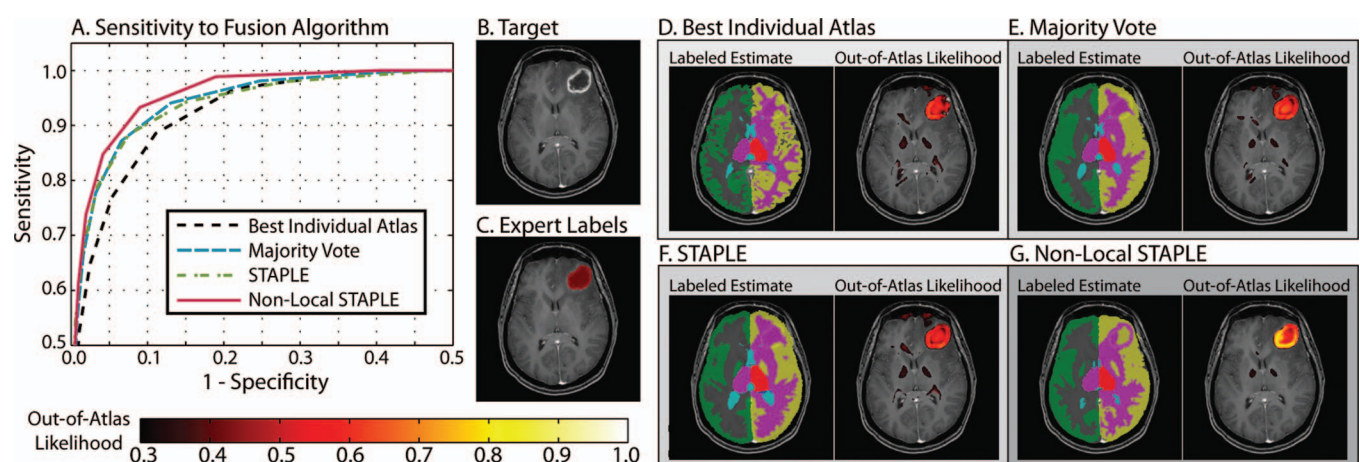 A. Sensitivity to Fusion Algorithm
1.0
0.9
0.8
0.7
0.6
0.5
Sensitivity
0.0 0.1 0.2 0.3 0.4 0.5
1 - Specificity
Best Individual Atlas
Majority Vote
STAPLE
Non-Local STAPLE
Out-of-Atlas
Likelihood
0.3 0.4 0.5 0.6 0.7 0.8 0.9 1.0
B. Target
C. Expert Labels
D. Best Individual Atlas
Labeled Estimate Out-of-Atlas Likelihood
E. Majority Vote
Labeled Estimate Out-of-Atlas Likelihood
F. STAPLE
Labeled Estimate Out-of-Atlas Likelihood
G. Non-Local STAPLE
Labeled Estimate Out-of-Atlas Likelihood